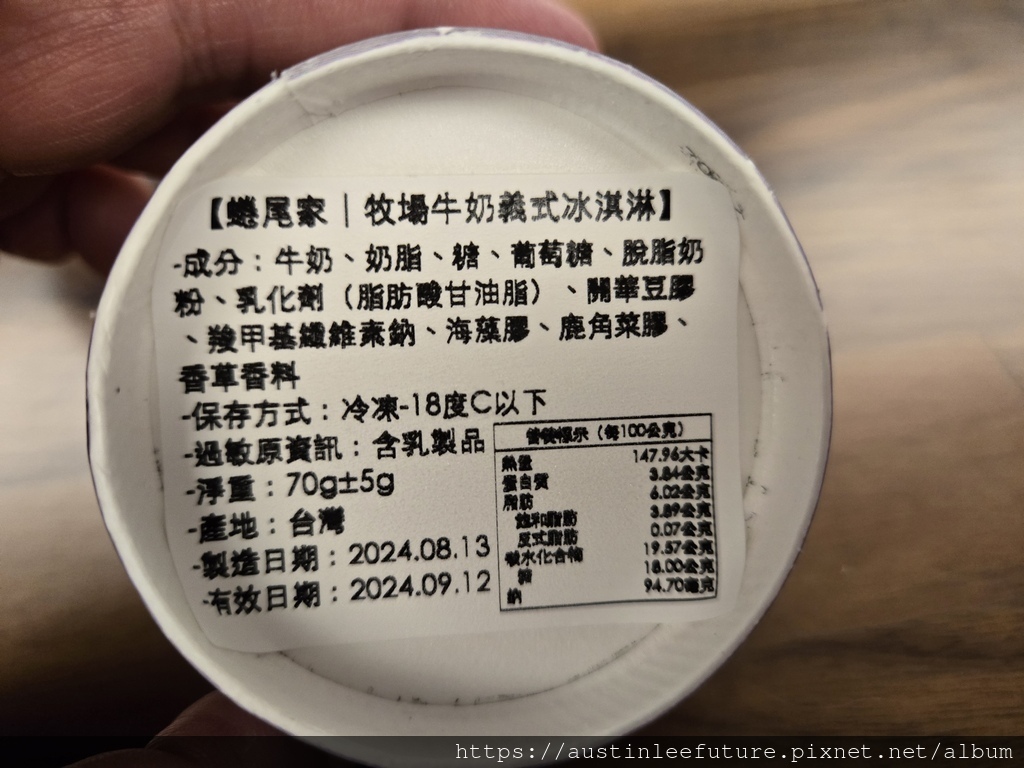 【蜷尾家｜牧場牛奶義式冰淇淋】
-成分：牛奶、奶脂、糖、葡萄糖、脫脂奶
粉、乳化劑（脂肪酸甘油脂）、關華豆膠
、羧甲基纖維素鈉、海藻膠、鹿角菜膠、
香草香料
-保存方式：冷凍-18度C以下
-過敏原資訊：含乳製品
-淨重：70g±5g
-產地：台灣
-製造日期：2024.08.13
-有效日期：2024.09.12
營養標示（每100公克）
熱量 147.96大卡
蛋白質 3.84公克
脂肪 6.02公克
飽和脂肪 3.89公克
反式脂肪 0.07公克
碳水化合物 19.57公克
糖 18.00公克
鈉 94.70毫克
https://austinleefuture.pixnet.net/album